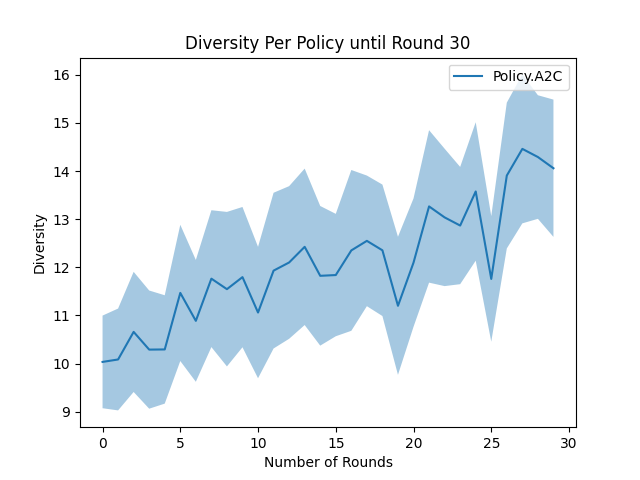 Diversity Per Policy until Round 30
Policy.A2C
16
15
14
13
12
11
10
9
Diversity
0 5 10 15 20 25 30
Number of Rounds